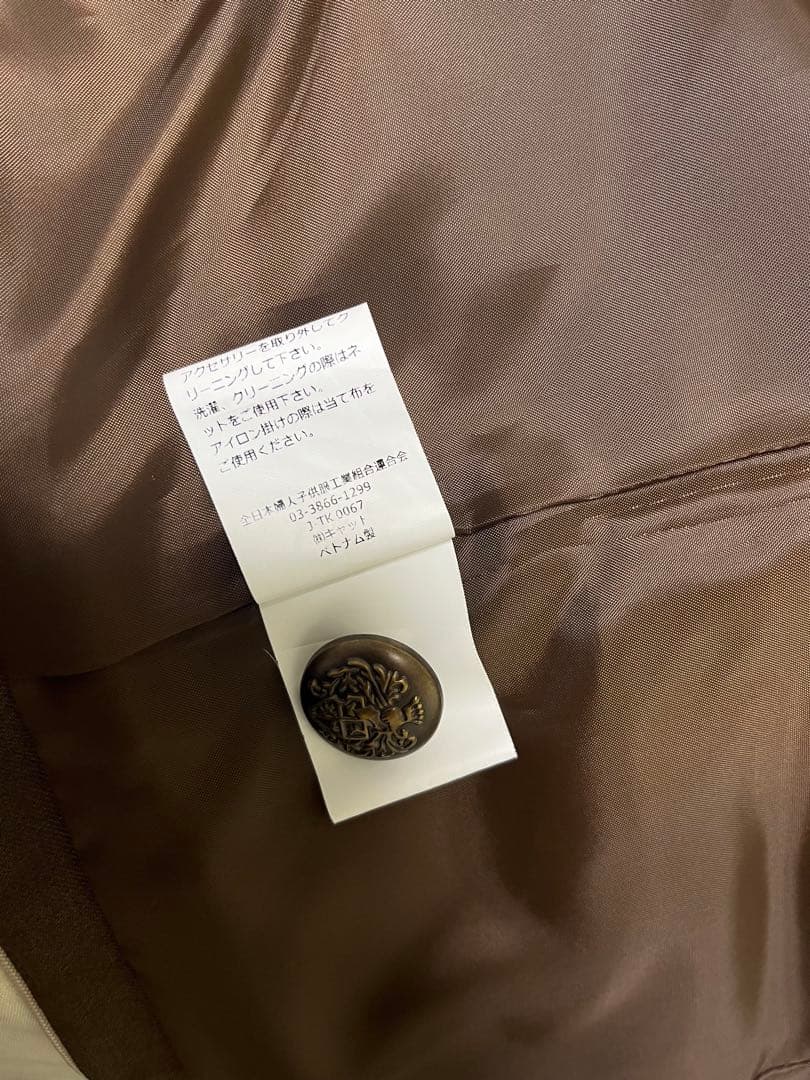 アクセサリーを取り外してク
リーニングして下さい。
洗濯、クリーニングの際はネ
ットをご使用下さい。
アイロン掛けの際は当て布を
ご使用ください。
全日本婦人子供服工業組合連合会
03-3866-1299
J-TK 0067
㈱キャット
ベトナム製